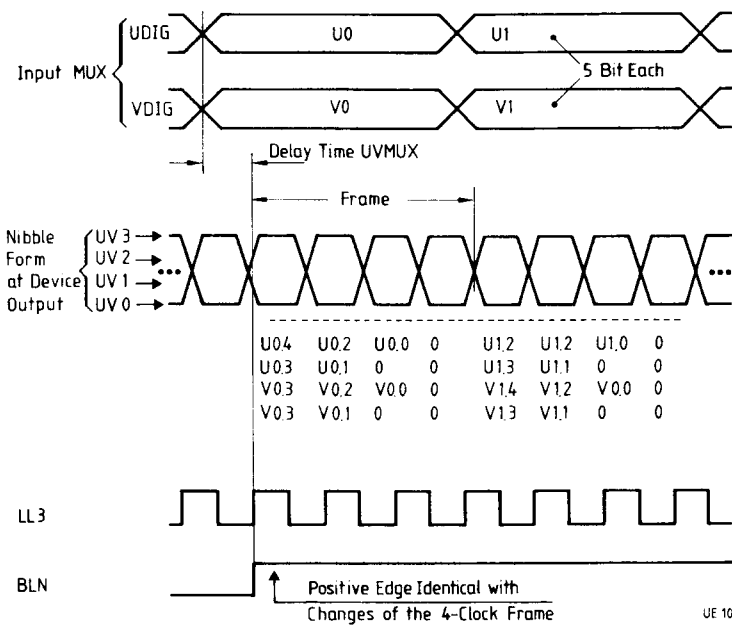 UDIG U0 U1
Input MUX 5 Bit Each
VDIG V0 V1
Delay Time UVMUX
Frame
Nibble UV 3
Form UV 2
at Device UV 1
Output UV 0
U0.4 U0.2 U0.0 0 U1.2 U1.2 U1.0 0
U0.3 U0.1 0 0 U1.3 U1.1 0 0
V0.3 V0.2 V0.0 0 V1.4 V1.2 V0.0 0
V0.3 V0.1 0 0 V1.3 V1.1 0 0
LL3
BLN
Positive Edge Identical with
Changes of the 4-Clock Frame
UE 10